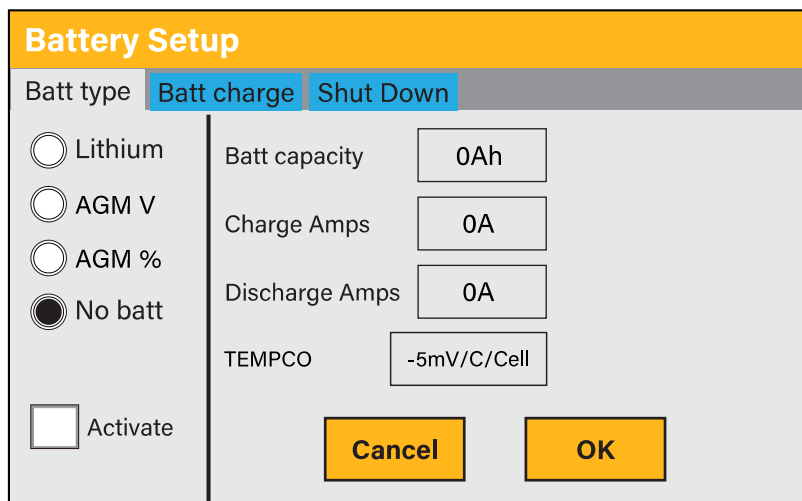 Battery Setup
Batt type Batt charge Shut Down
Lithium
AGM V
AGM %
No batt
Activate
Batt capacity 0Ah
Charge Amps 0A
Discharge Amps 0A
TEMPCO -5mV/C/Cell
Cancel OK